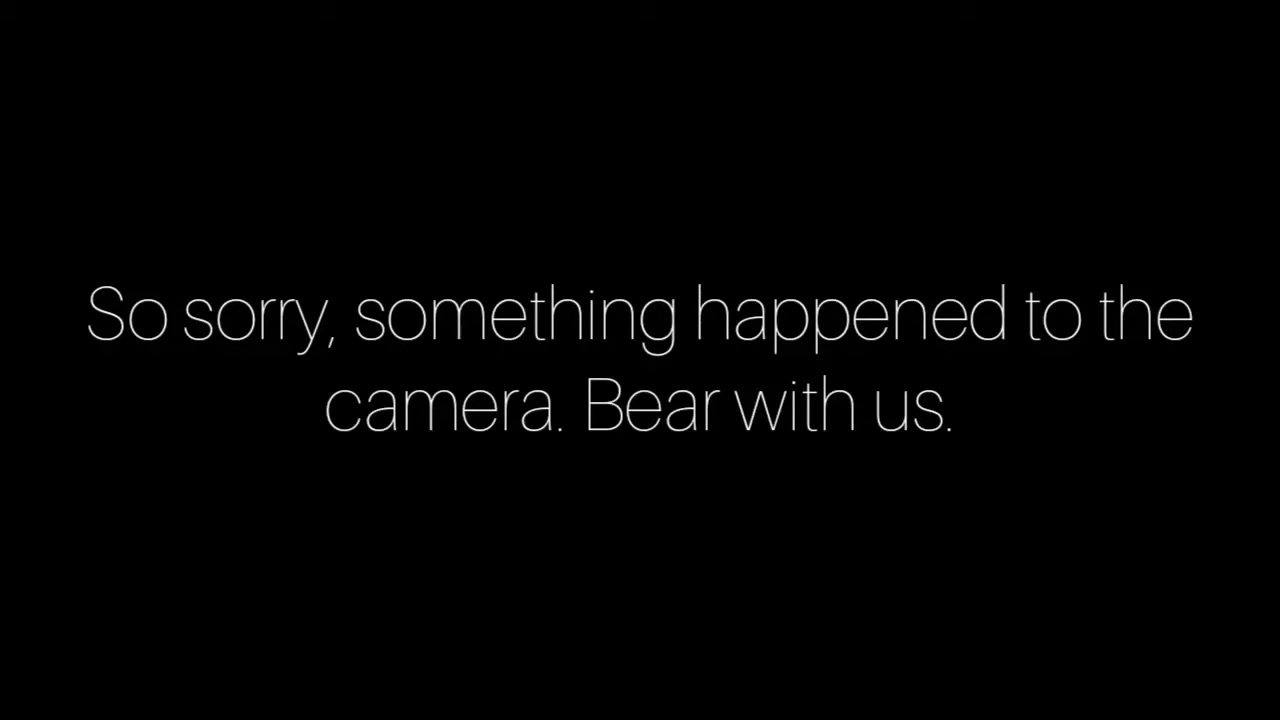 So sorry, something happened to the
camera. Bear with us.